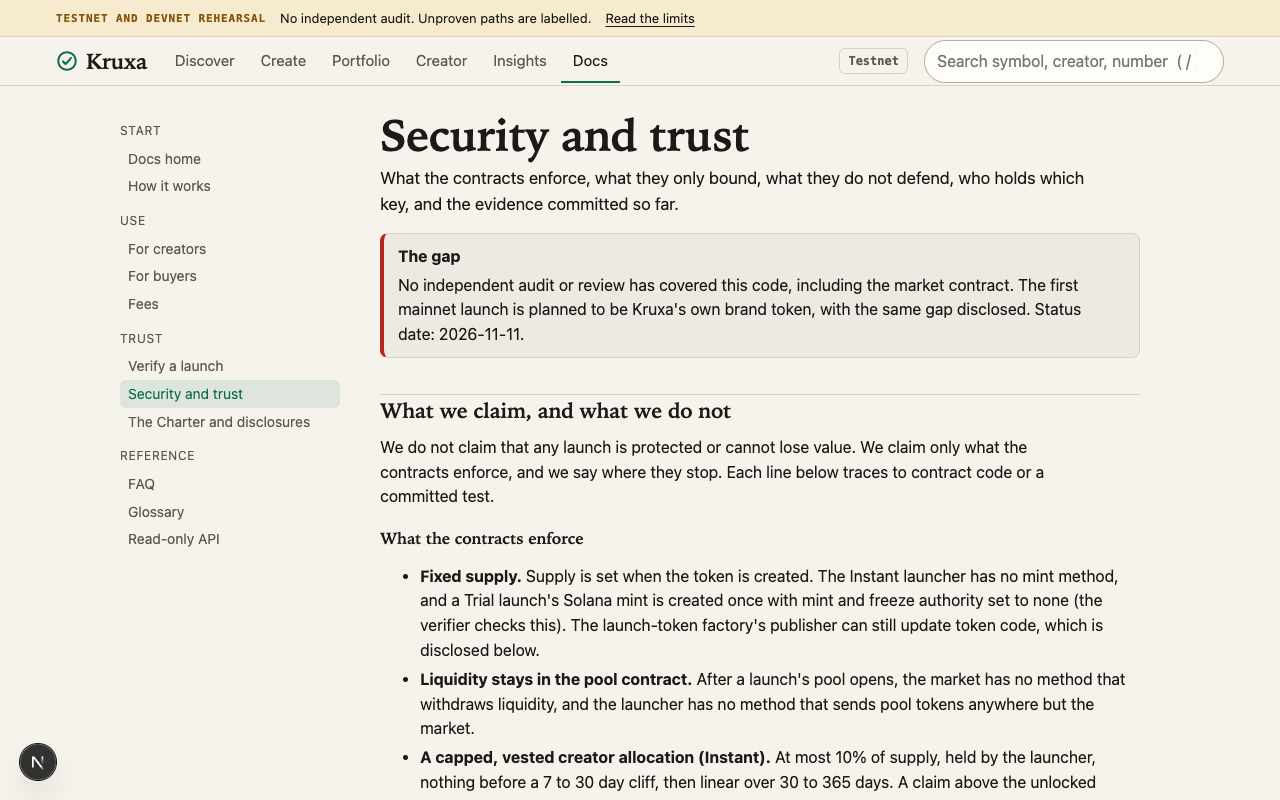 TESTNET AND DEVNET REHEARSAL No independent audit. Unproven paths are labelled. Read the limits
Kruxa Discover Create Portfolio Creator Insights Docs Testnet Search symbol, creator, number ( /
START
Docs home
How it works
USE
For creators
For buyers
Fees
TRUST
Verify a launch
Security and trust
The Charter and disclosures
REFERENCE
FAQ
Glossary
Read-only API
Security and trust
What the contracts enforce, what they only bound, what they do not defend, who holds which
key, and the evidence committed so far.
The gap
No independent audit or review has covered this code, including the market contract. The first
mainnet launch is planned to be Kruxa's own brand token, with the same gap disclosed. Status
date: 2026-11-11.
What we claim, and what we do not
We do not claim that any launch is protected or cannot lose value. We claim only what the
contracts enforce, and we say where they stop. Each line below traces to contract code or a
committed test.
What the contracts enforce
• Fixed supply. Supply is set when the token is created. The Instant launcher has no mint method,
and a Trial launch's Solana mint is created once with mint and freeze authority set to none (the
verifier checks this). The launch-token factory's publisher can still update token code, which is
disclosed below.
• Liquidity stays in the pool contract. After a launch's pool opens, the market has no method that
withdraws liquidity, and the launcher has no method that sends pool tokens anywhere but the
market.
• A capped, vested creator allocation (Instant). At most 10% of supply, held by the launcher,
nothing before a 7 to 30 day cliff, then linear over 30 to 365 days. A claim above the unlocked
N